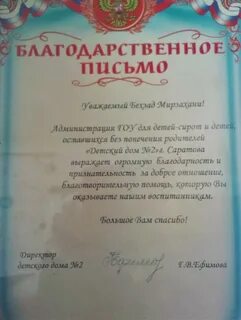 БЛАГОДАРСТВЕННОЕ
ПИСЬМО
Уважаемый Бехзад Мирзахани!
Администрация ГОУ для детей-сирот и детей,
оставшихся без попечения родителей
«Детский дом №2»г. Саратова
выражает огромную благодарность и
признательность за доброе отношение,
благотворительную помощь, которую Вы
оказываете нашим воспитанникам.
Большое Вам спасибо!
Директор
детского дома №2
Г.В.Ефимова